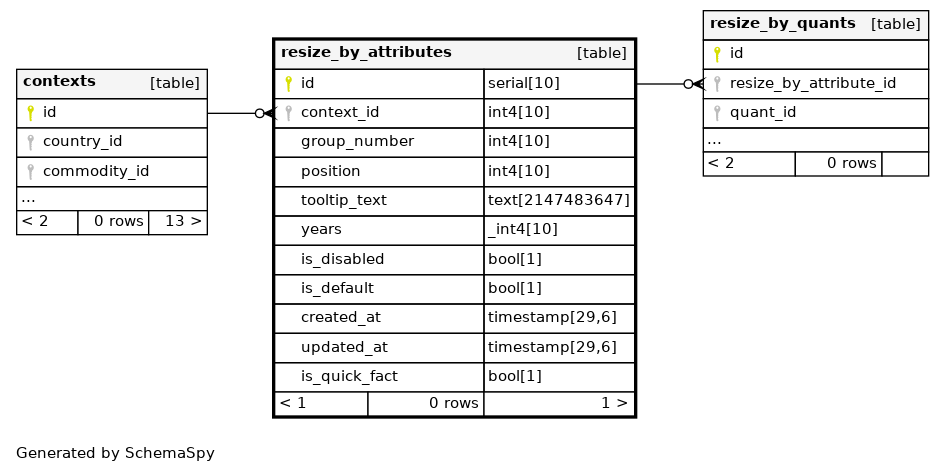 contexts [table]
id
country_id
commodity_id
...
< 2 0 rows 13 >
resize_by_attributes [table]
id serial[10]
context_id int4[10]
group_number int4[10]
position int4[10]
tooltip_text text[2147483647]
years _int4[10]
is_disabled bool[1]
is_default bool[1]
created_at timestamp[29,6]
updated_at timestamp[29,6]
is_quick_fact bool[1]
< 1 0 rows 1 >
resize_by_quants [table]
id
resize_by_attribute_id
quant_id
...
< 2 0 rows
Generated by SchemaSpy